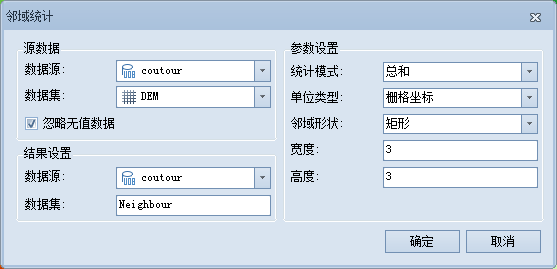 邻域统计
源数据
数据源: coutour
数据集: DEM
忽略无值数据
结果设置
数据源: coutour
数据集: Neighbour
参数设置
统计模式: 总和
单位类型: 栅格坐标
邻域形状: 矩形
宽度: 3
高度: 3
确定 取消